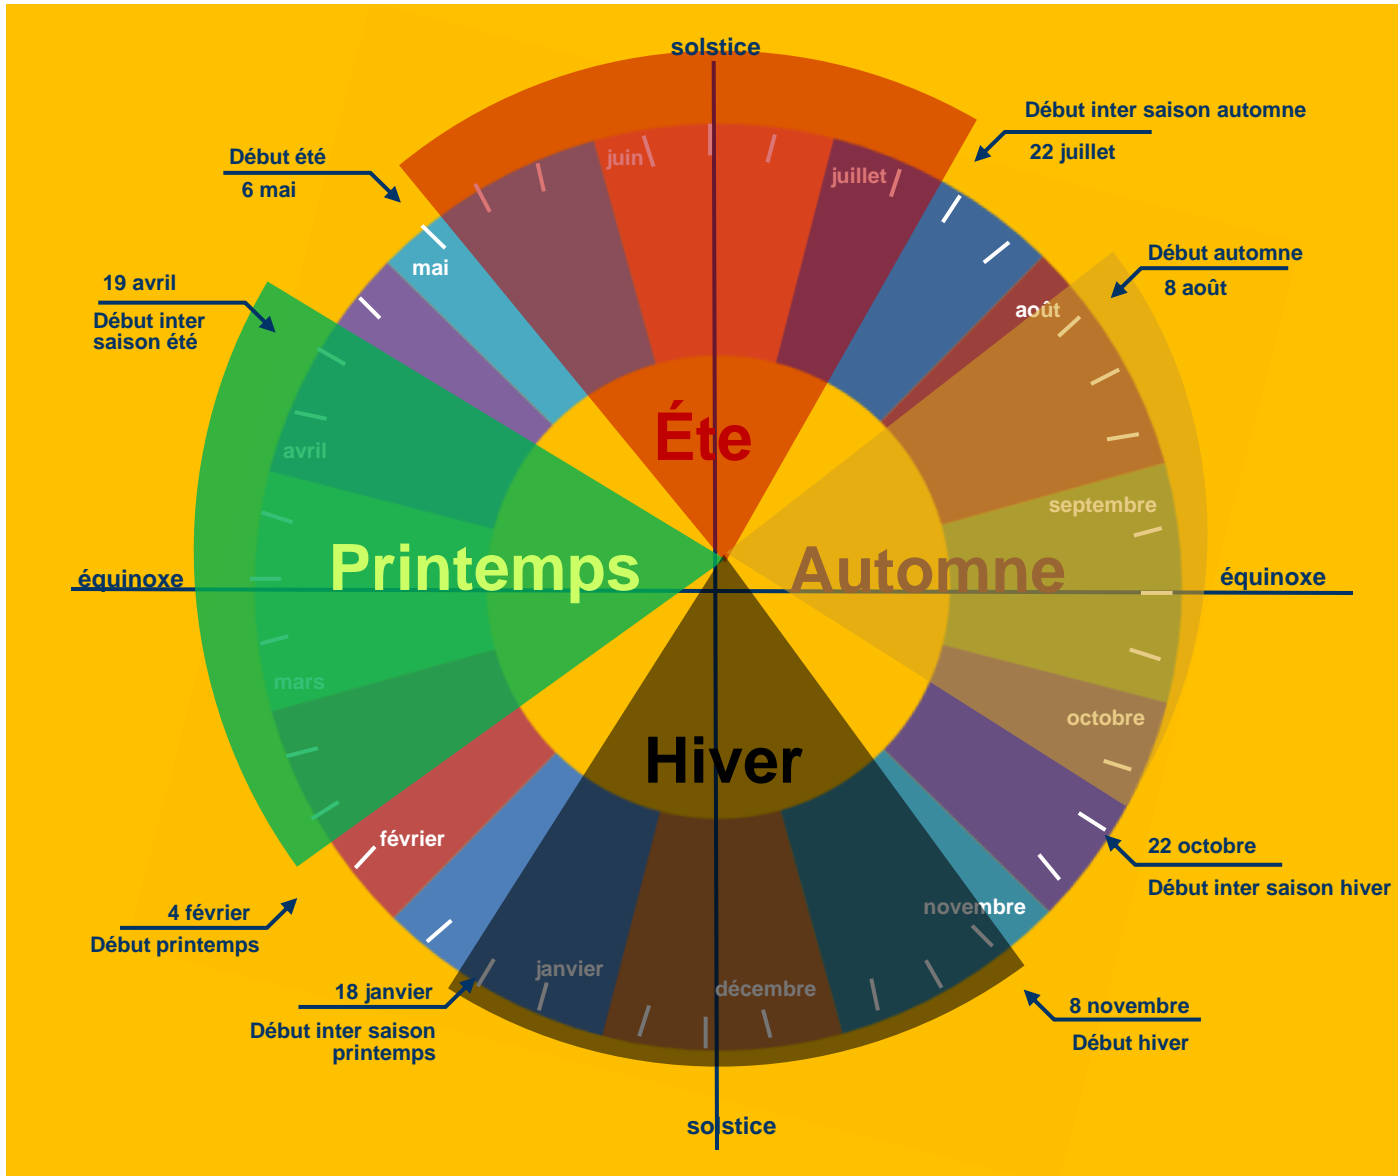 solstice
Début inter saison automne
22 juillet
Début été
6 mai
juin
juillet
mai
Début automne
8 août
19 avril
Début inter
saison été
août
Éte
avril
septembre
Printemps
Automne
équinoxe
équinoxe
mars
octobre
Hiver
février
22 octobre
Début inter saison hiver
novembre
4 février
Début printemps
janvier
décembre
18 janvier
Début inter saison
printemps
8 novembre
Début hiver
solstice